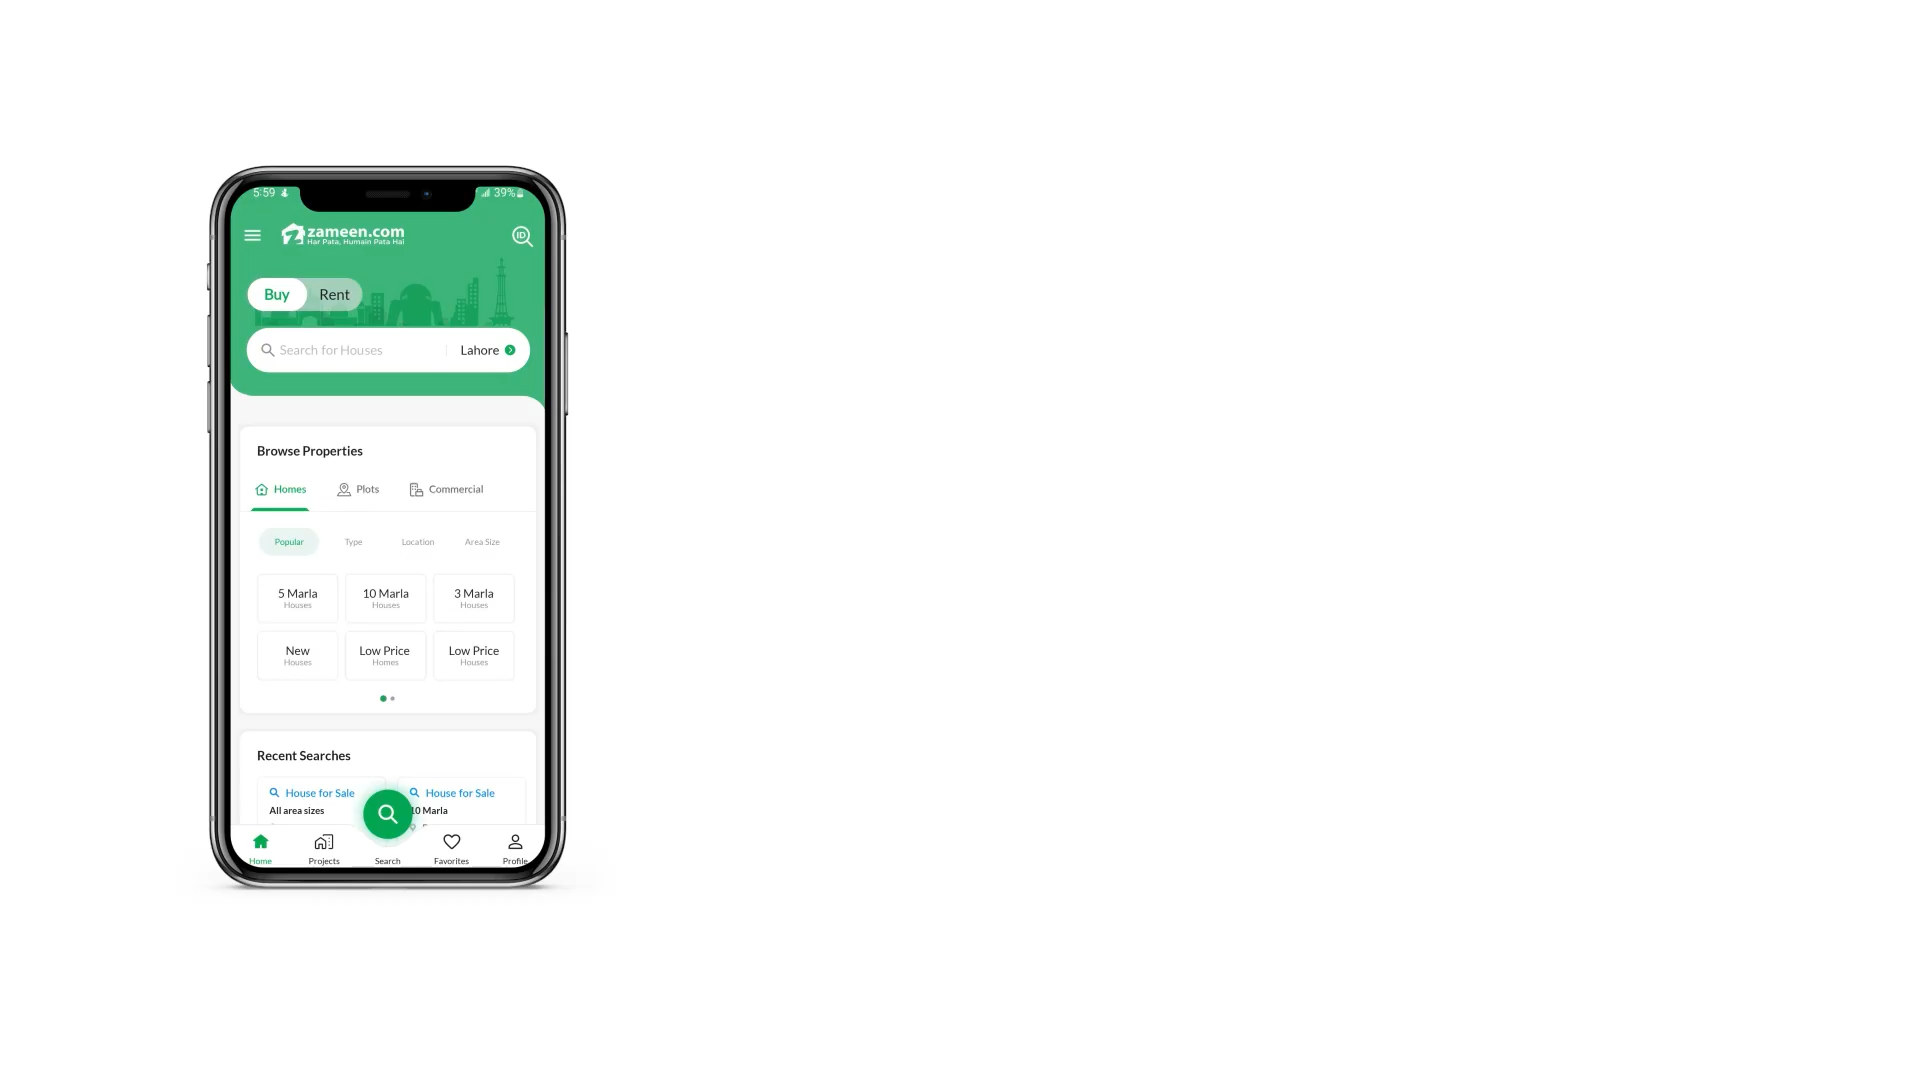 5:59
39%
zameen.com
Har Pata, Humain Pata Hai
ID
Buy Rent
Search for Houses Lahore
Browse Properties
Homes Plots Commercial
Popular Type Location Area Size
5 Marla 10 Marla 3 Marla
Houses Houses Houses
New Low Price Low Price
Houses Homes Houses
Recent Searches
House for Sale House for Sale
All area sizes 10 Marla
Home Projects Search Favorites Profile